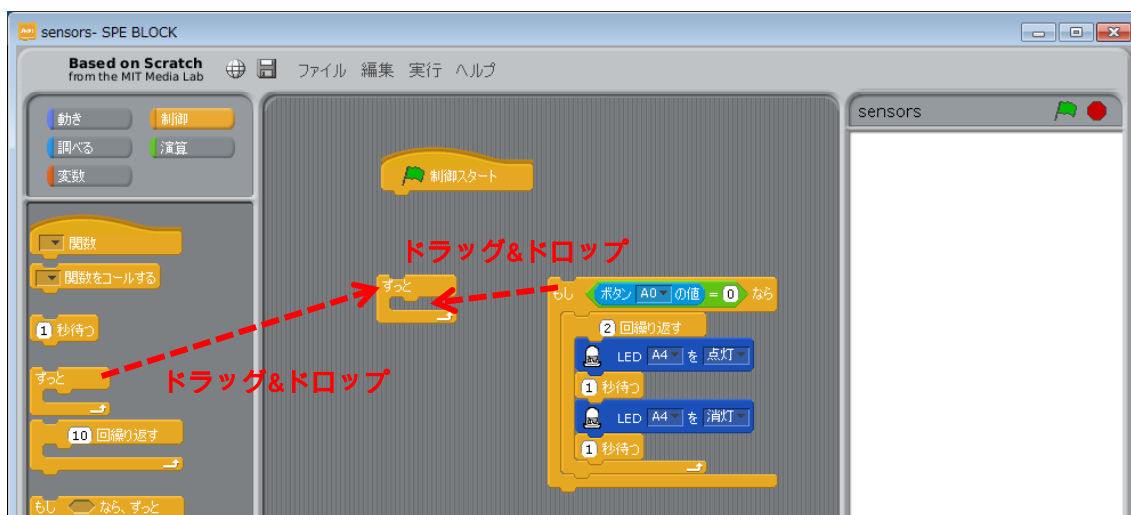 sensors- SPE BLOCK
Based on Scratch
from the MIT Media Lab
ファイル 編集 実行 ヘルプ
動き 制御
調べる 演算
変数
関数
関数をコールする
1 秒待つ
ずっと
10 回繰り返す
もし なら、ずっと
制御スタート
ドラッグ&ドロップ
ずっと
ドラッグ&ドロップ
もし ボタン A0 の値 = 0 なら
2 回繰り返す
LED A4 を 点灯
1 秒待つ
LED A4 を 消灯
1 秒待つ
sensors